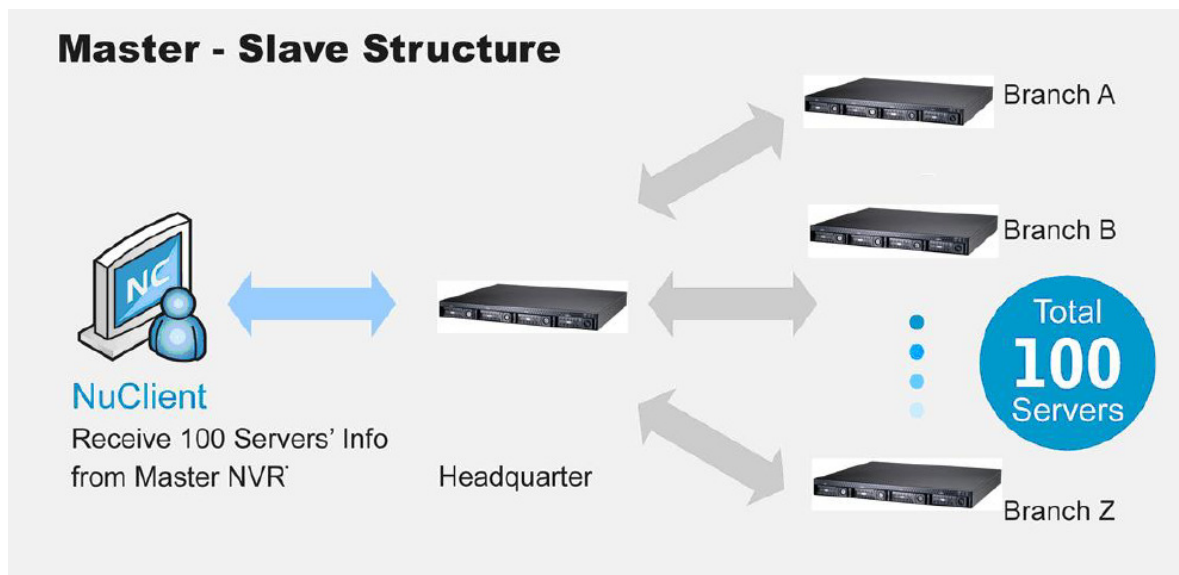 Master - Slave Structure
Branch A
Branch B
NC
Total
100
Servers
NuClient
Receive 100 Servers' Info
from Master NVR
Headquarter
Branch Z